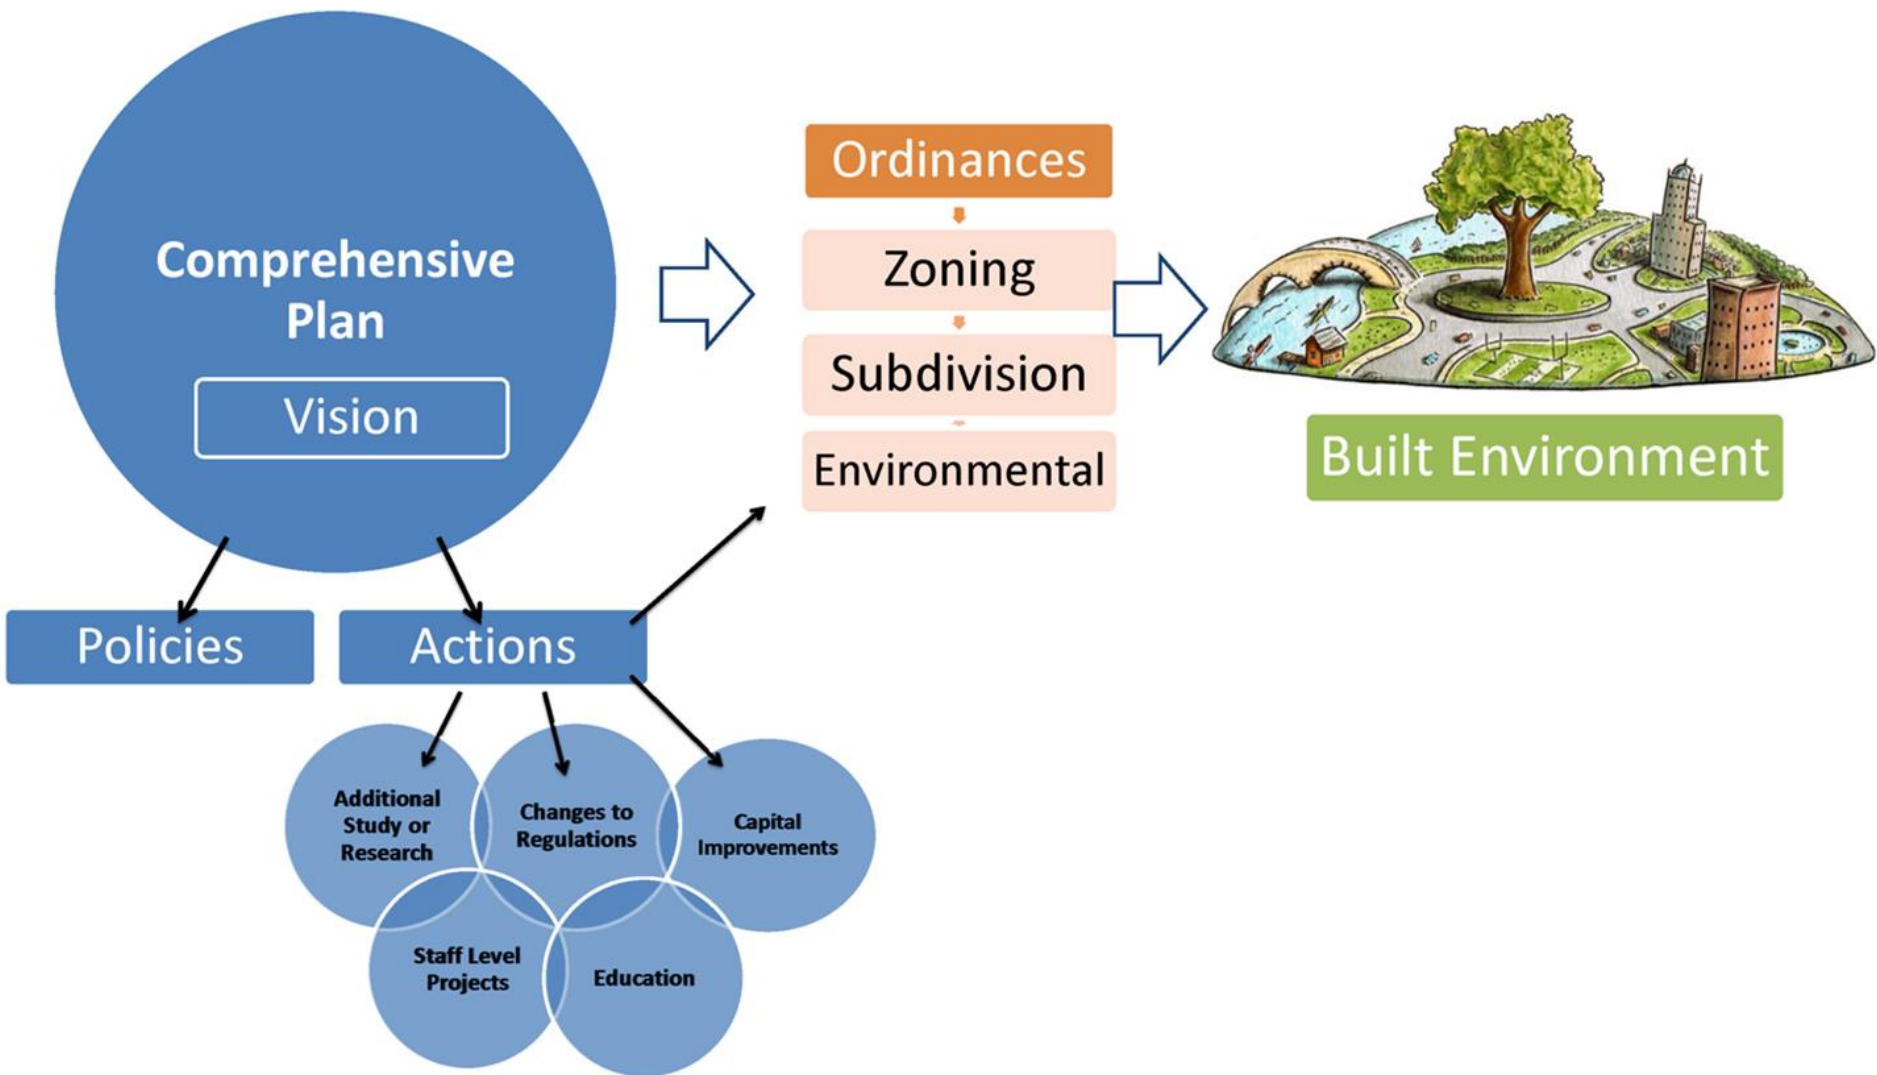 Comprehensive
Plan
Vision
Ordinances
Zoning
Subdivision
Environmental
Built Environment
Policies
Actions
Additional
Study or
Research
Changes to
Regulations
Capital
Improvements
Staff Level
Projects
Education